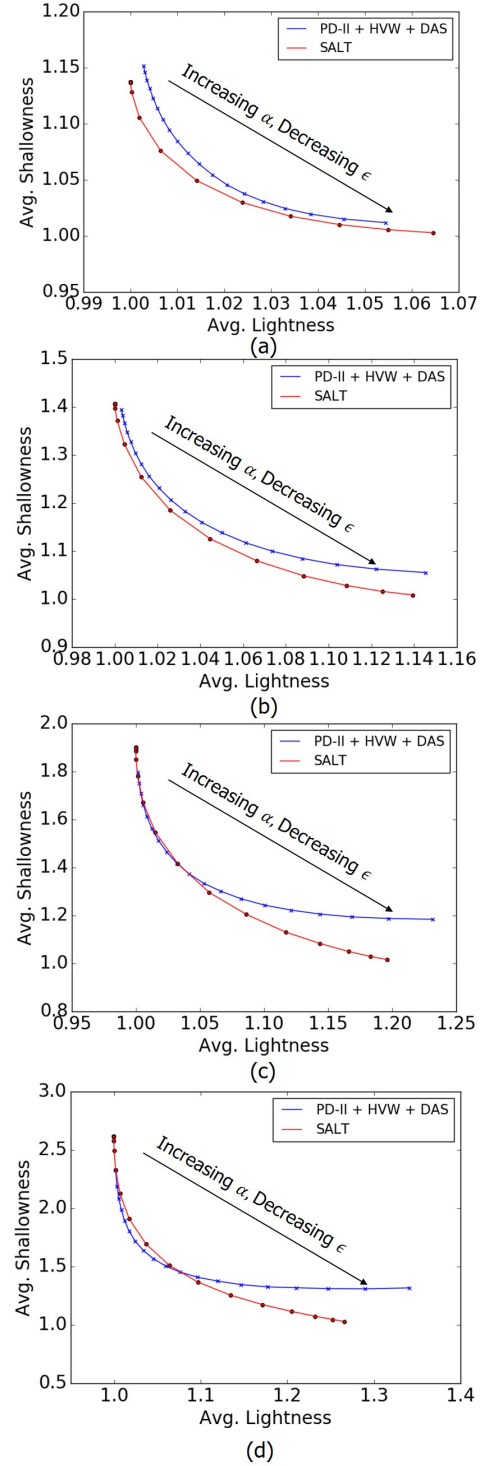 1.20
1.15
1.10
1.05
1.00
0.95
Avg. Shallowness
PD-II + HVW + DAS
SALT
Increasing α, Decreasing ϵ
0.99 1.00 1.01 1.02 1.03 1.04 1.05 1.06 1.07
Avg. Lightness
(a)
1.5
1.4
1.3
1.2
1.1
1.0
0.9
Avg. Shallowness
PD-II + HVW + DAS
SALT
Increasing α, Decreasing ϵ
0.98 1.00 1.02 1.04 1.06 1.08 1.10 1.12 1.14 1.16
Avg. Lightness
(b)
2.0
1.8
1.6
1.4
1.2
1.0
0.8
Avg. Shallowness
PD-II + HVW + DAS
SALT
Increasing α, Decreasing ϵ
0.95 1.00 1.05 1.10 1.15 1.20 1.25
Avg. Lightness
(c)
3.0
2.5
2.0
1.5
1.0
0.5
Avg. Shallowness
PD-II + HVW + DAS
SALT
Increasing α, Decreasing ϵ
1.0 1.1 1.2 1.3 1.4
Avg. Lightness
(d)